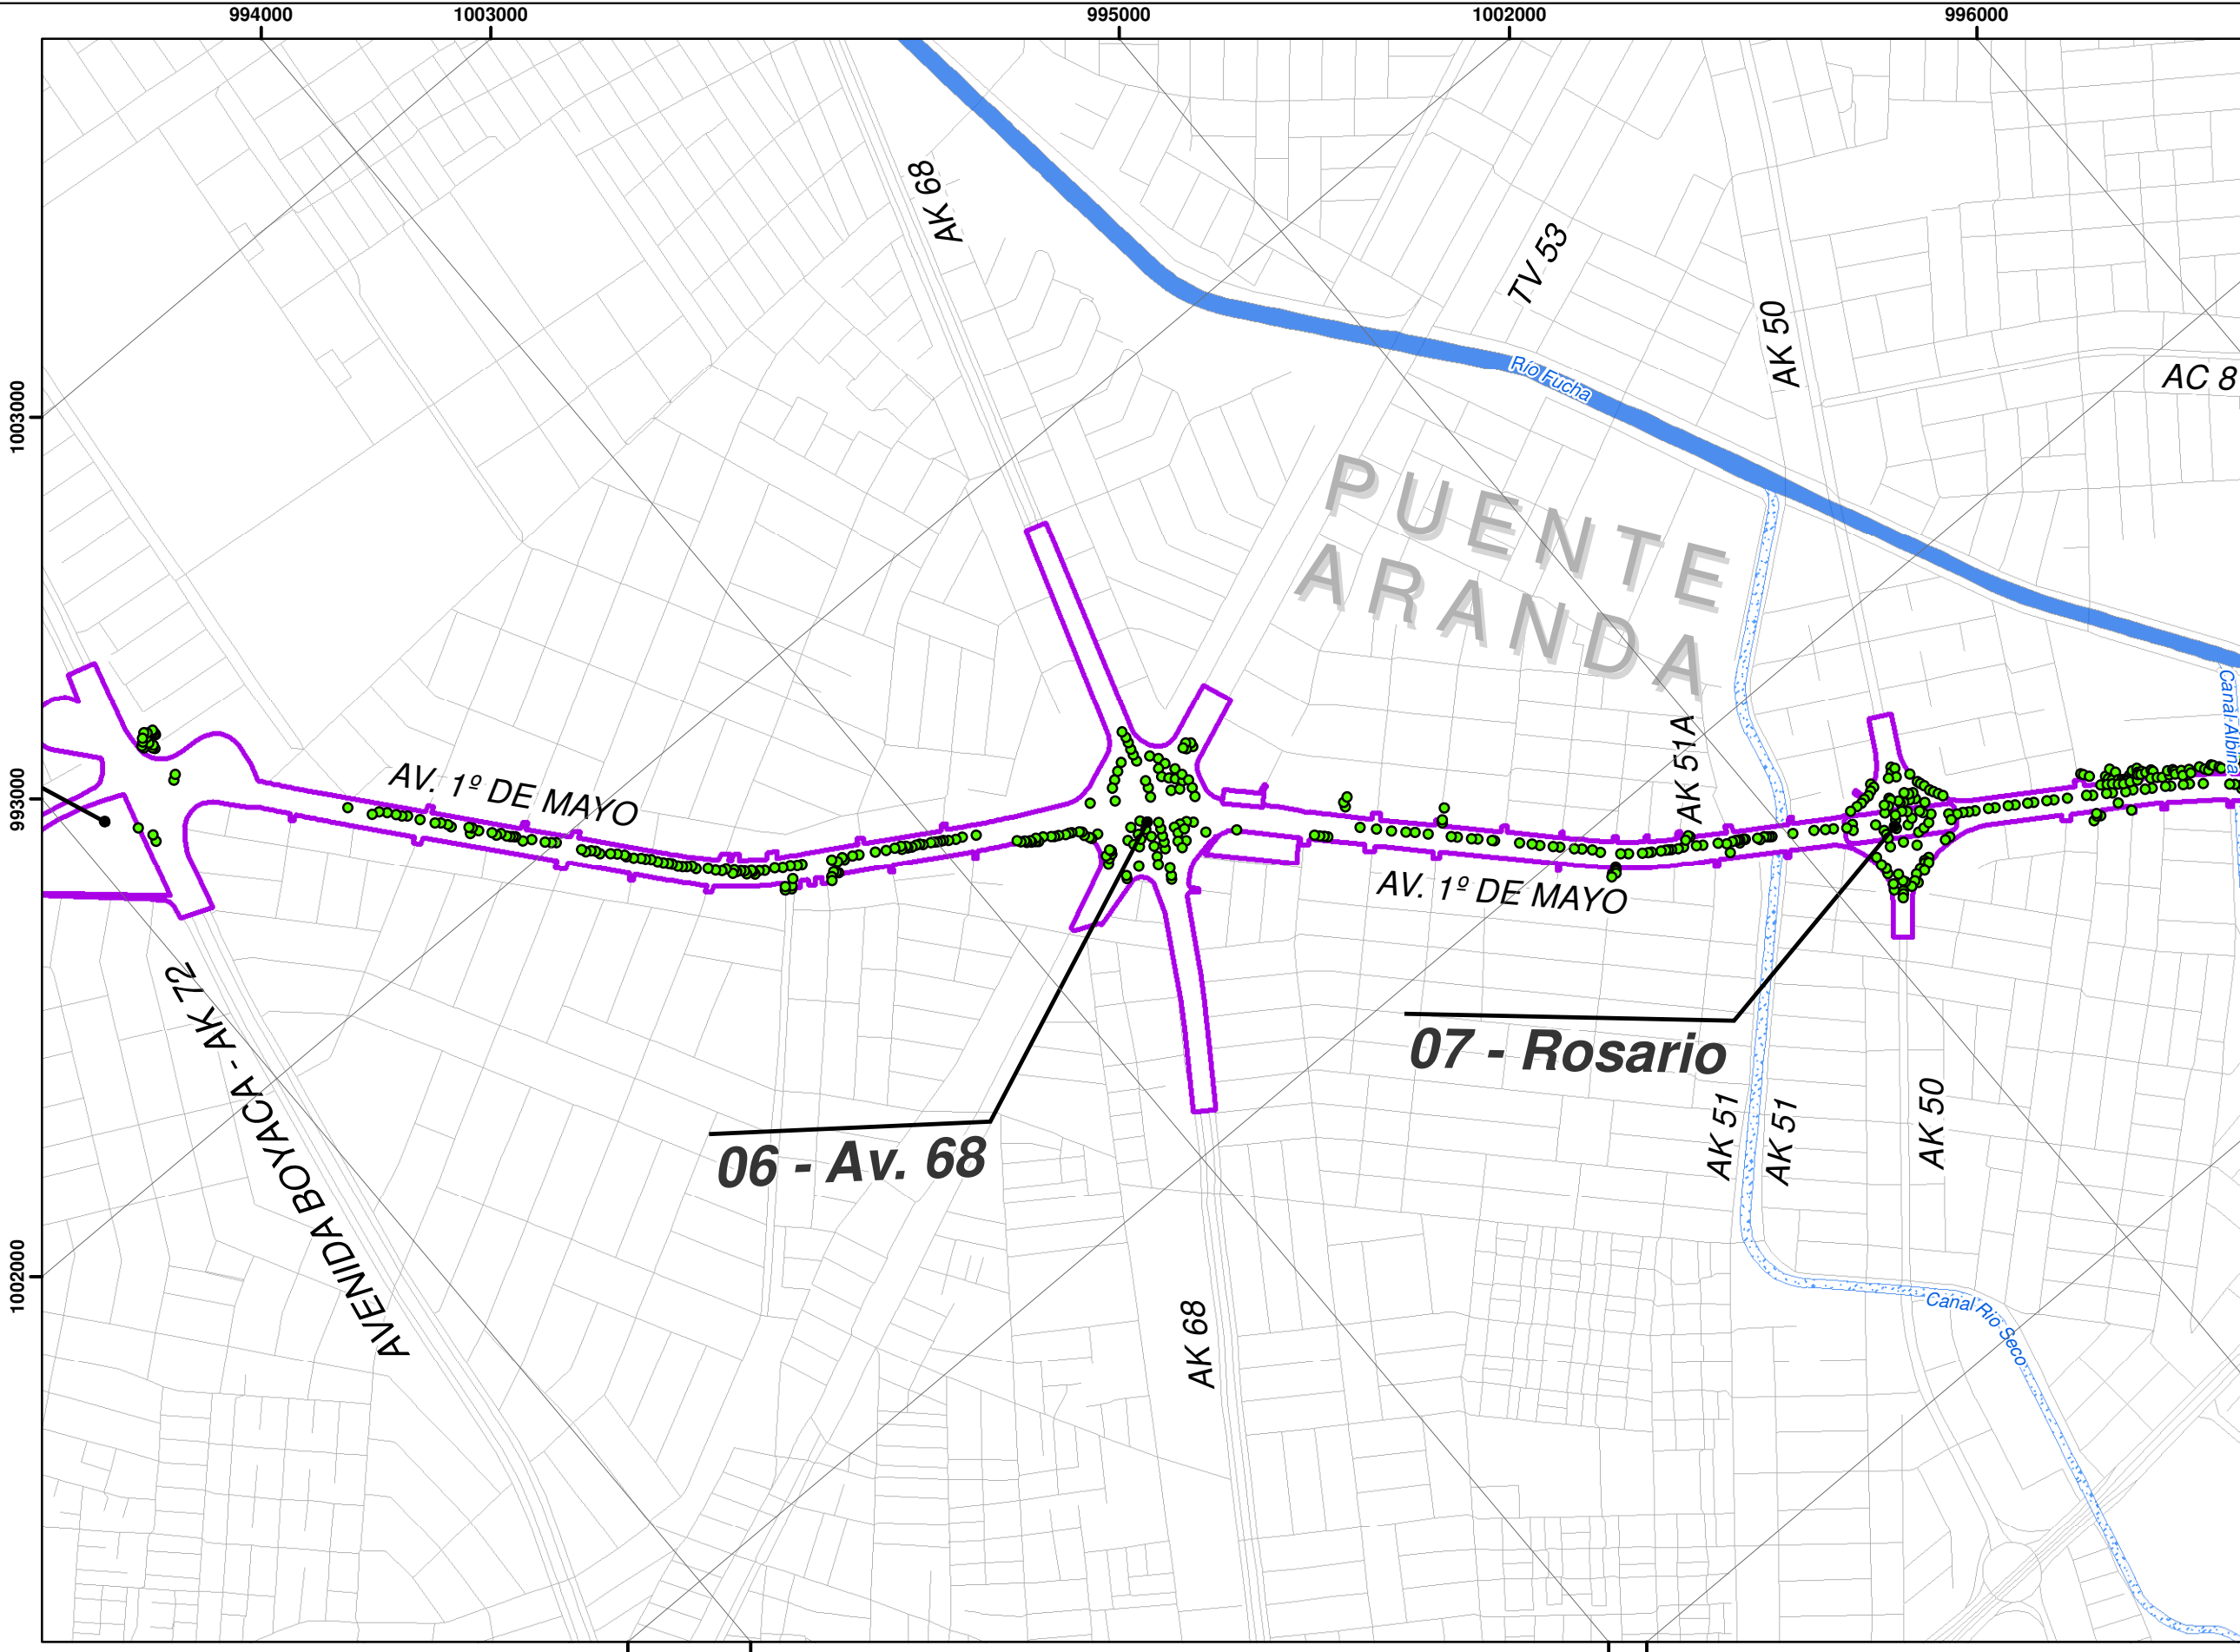 994000
1003000
995000
1002000
996000
1003000
993000
1002000
AK 68
TV 53
AK 50
AC 8
Río Fucha
PUENTE
ARANDA
Canal Albina
AK 51A
AV. 1º DE MAYO
AV. 1º DE MAYO
AVENIDA BOYACA - AK 72
07 - Rosario
06 - Av. 68
AK 51
AK 51
AK 50
AK 68
Canal Rio Seco